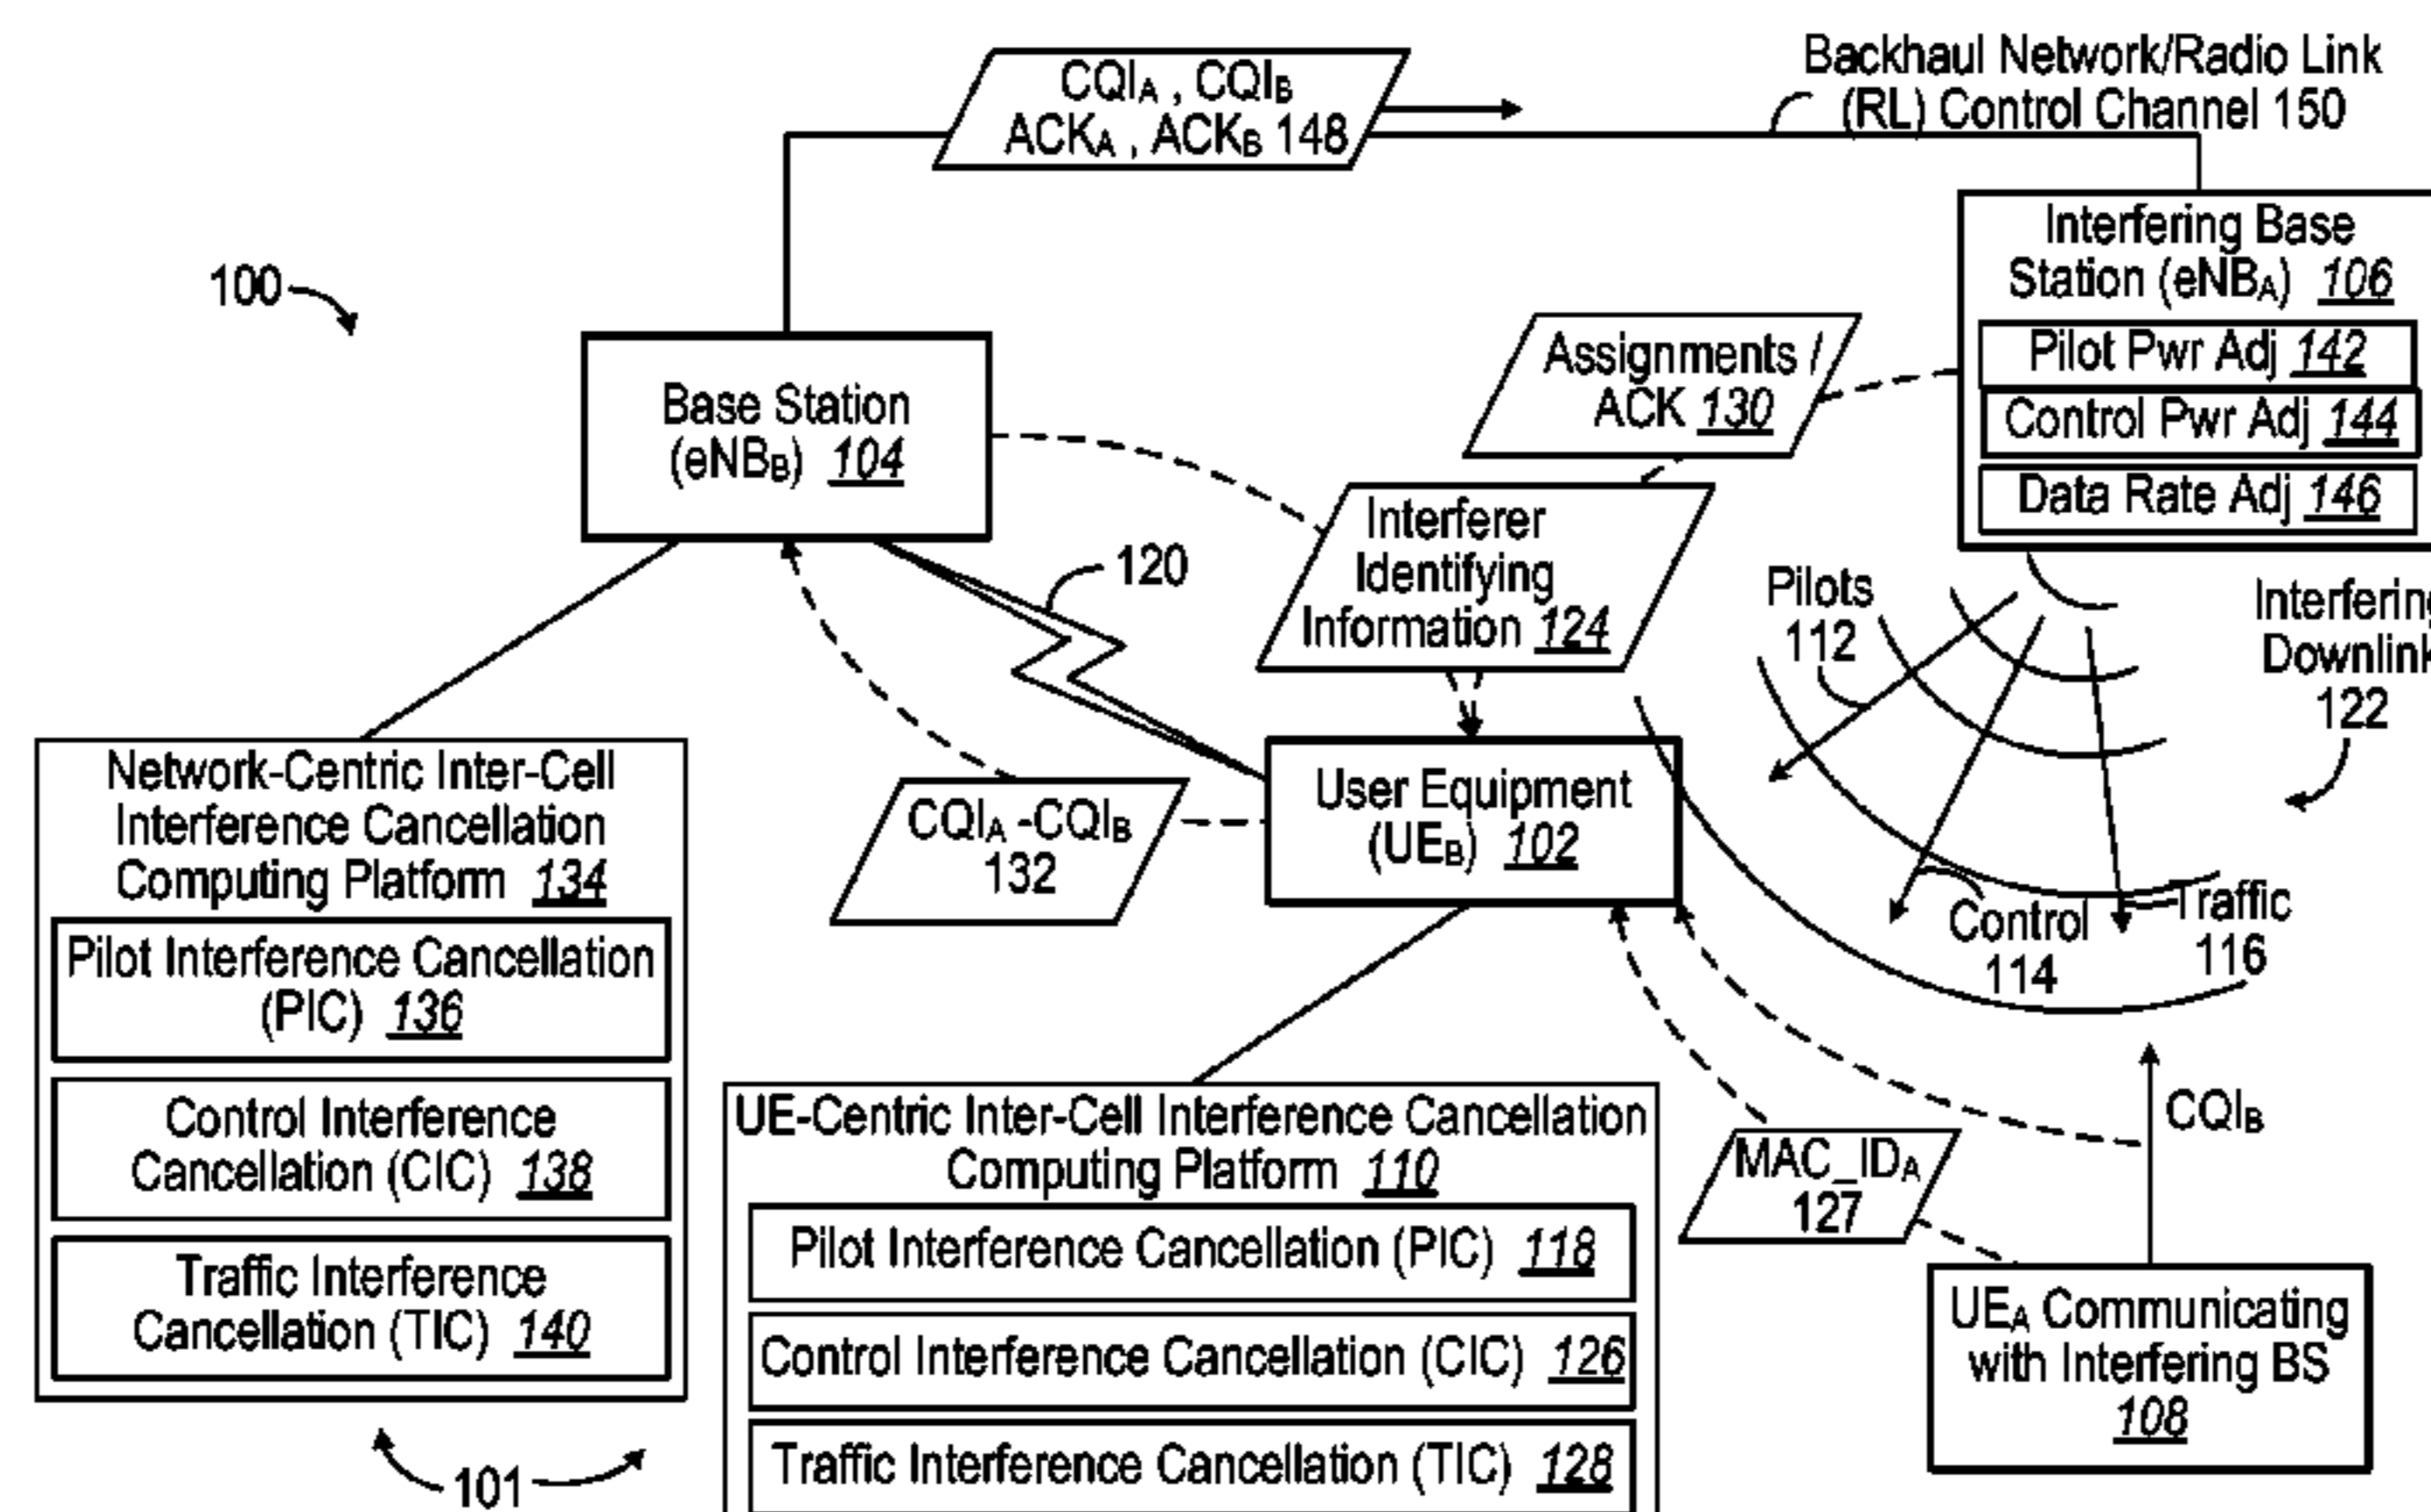 CQIA , CQIB
ACKA , ACKB 148
Backhaul Network/Radio Link
(RL) Control Channel 150
100
Interfering Base
Station (eNBA) 106
Pilot Pwr Adj 142
Control Pwr Adj 144
Data Rate Adj 146
Assignments /
ACK 130
Base Station
(eNBB) 104
Interferer
Identifying
Information 124
120
Pilots
112
Interfering
Downlink
122
Network-Centric Inter-Cell
Interference Cancellation
Computing Platform 134
Pilot Interference Cancellation
(PIC) 136
Control Interference
Cancellation (CIC) 138
Traffic Interference
Cancellation (TIC) 140
CQIA -CQIB
132
User Equipment
(UEB) 102
Control
114
Traffic
116
UE-Centric Inter-Cell Interference Cancellation
Computing Platform 110
Pilot Interference Cancellation (PIC) 118
Control Interference Cancellation (CIC) 126
Traffic Interference Cancellation (TIC) 128
MAC_IDA
127
CQIB
UEA Communicating
with Interfering BS
108
101